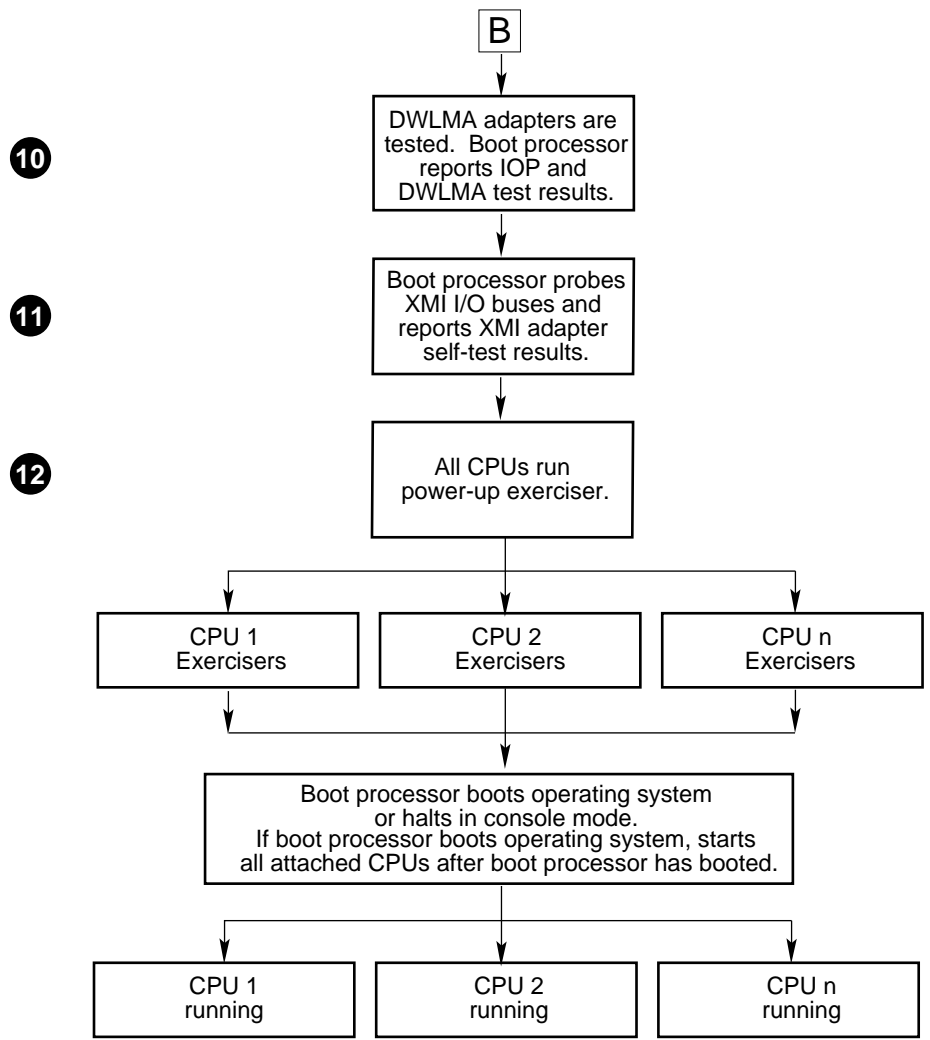 B
10
DWLMA adapters are
tested. Boot processor
reports IOP and
DWLMA test results.
11
Boot processor probes
XMI I/O buses and
reports XMI adapter
self-test results.
12
All CPUs run
power-up exerciser.
CPU 1
Exercisers
CPU 2
Exercisers
CPU n
Exercisers
Boot processor boots operating system
or halts in console mode.
If boot processor boots operating system, starts
all attached CPUs after boot processor has booted.
CPU 1
running
CPU 2
running
CPU n
running